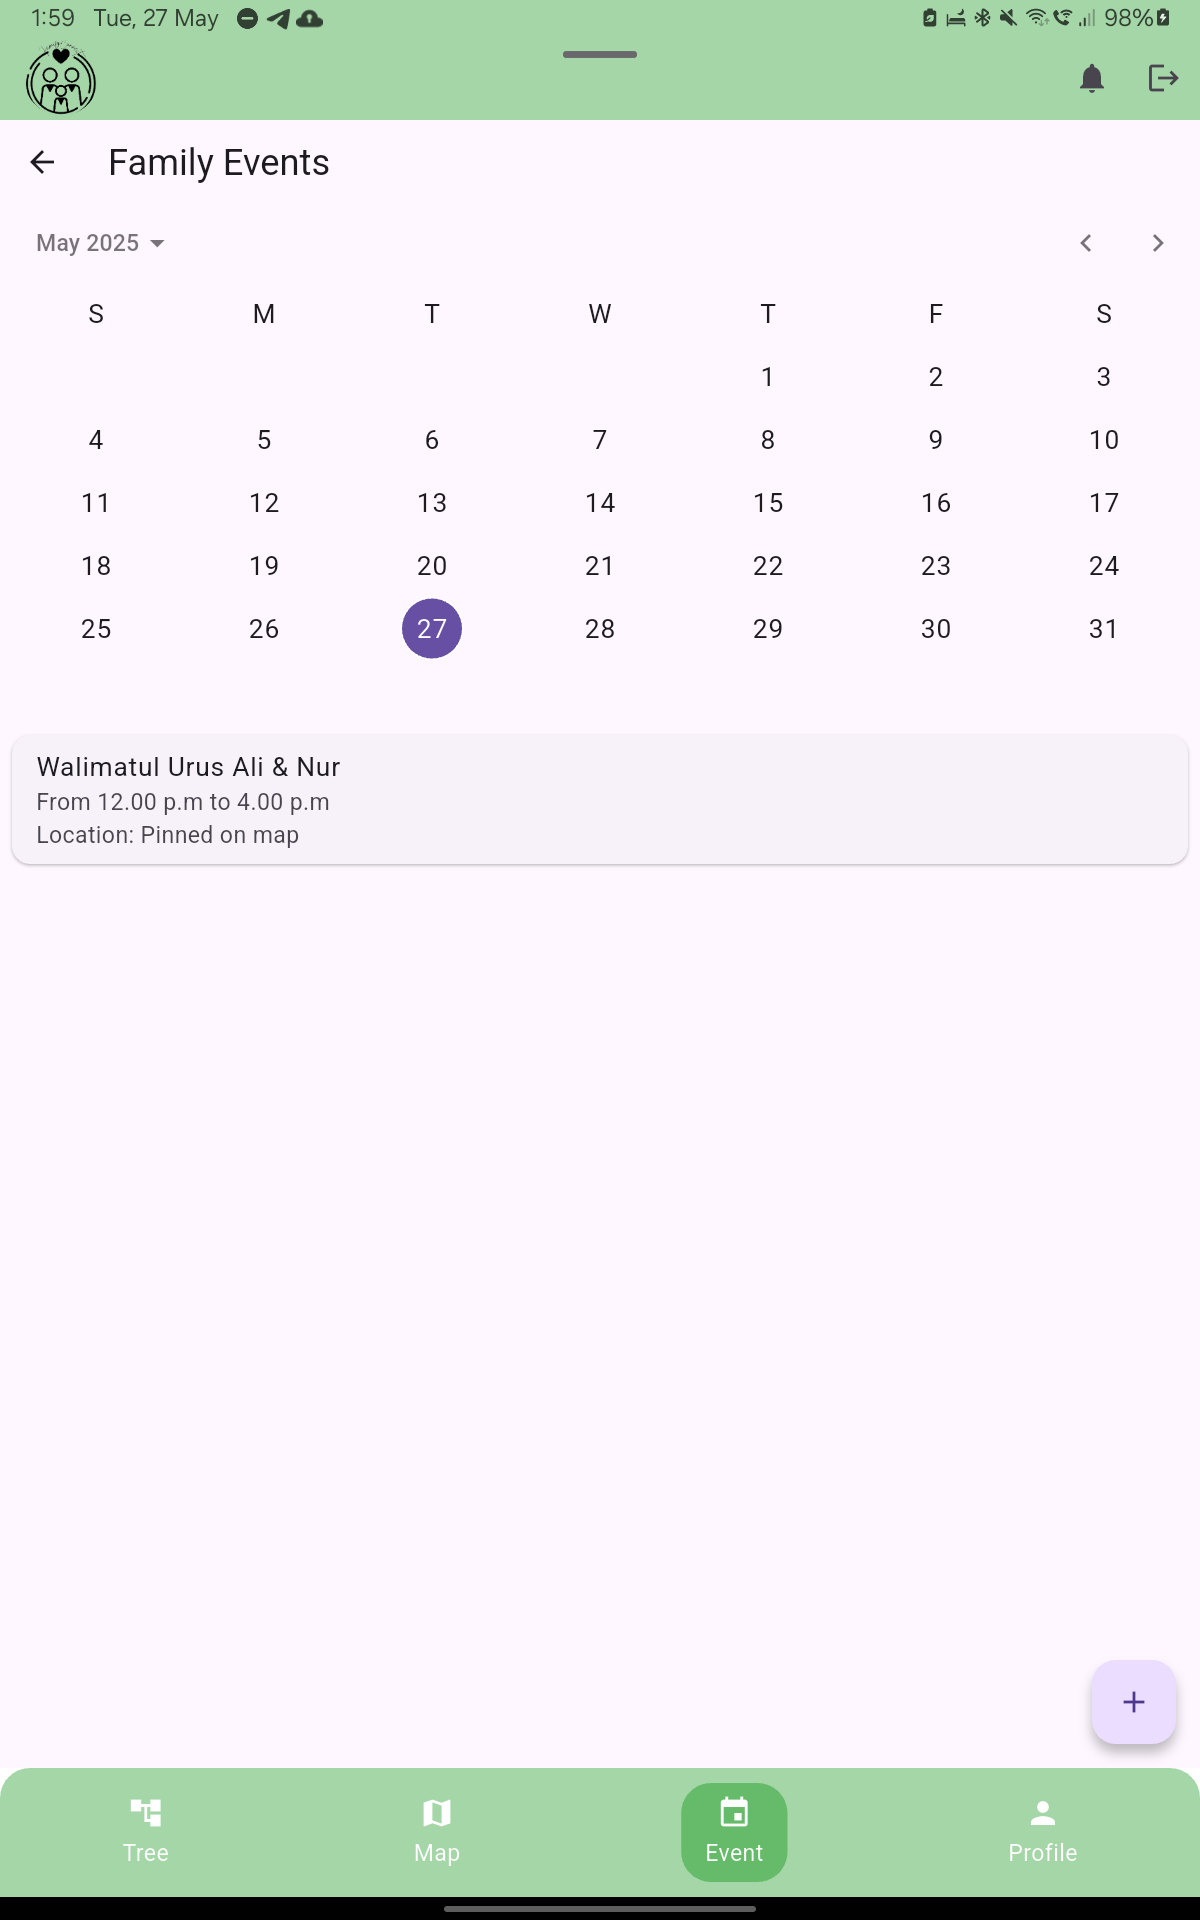 1:59 Tue, 27 May 98%
Family Events
May 2025
S M T W T F S
1 2 3
4 5 6 7 8 9 10
11 12 13 14 15 16 17
18 19 20 21 22 23 24
25 26 27 28 29 30 31
Walimatul Urus Ali & Nur
From 12.00 p.m to 4.00 p.m
Location: Pinned on map
Tree Map Event Profile